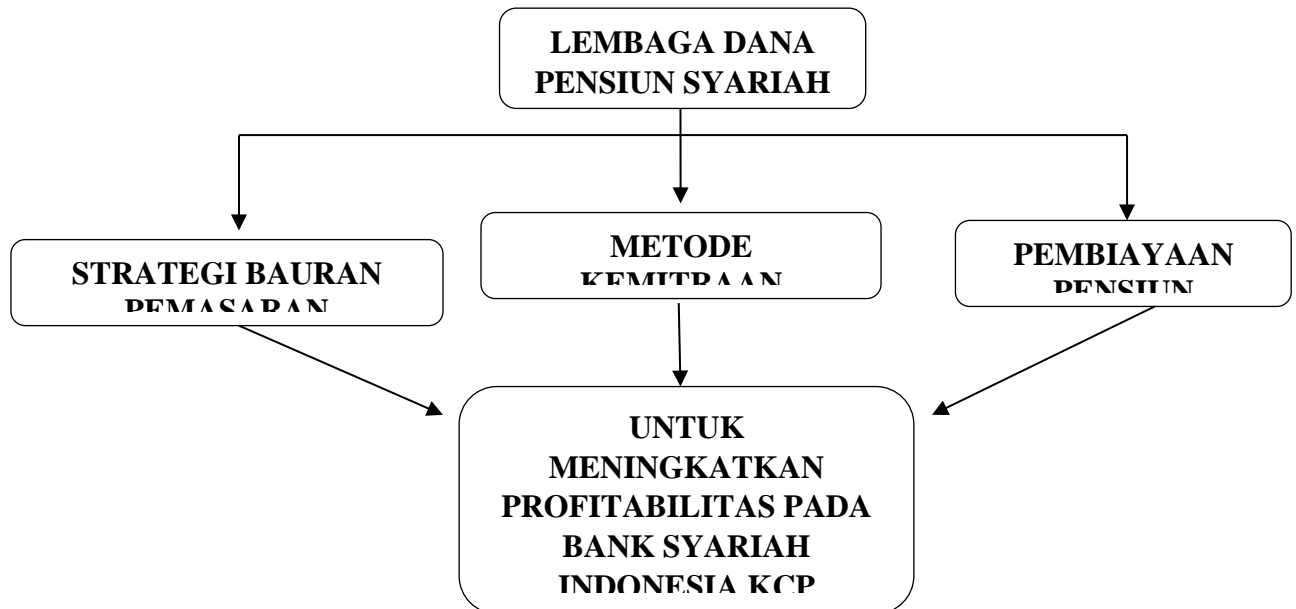 LEMBAGA DANA
PENSIUN SYARIAH
STRATEGI BAURAN
PEMASARAN
METODE
KEMITRAAN
PEMBIAYAAN
PENSIUN
UNTUK
MENINGKATKAN
PROFITABILITAS PADA
BANK SYARIAH
INDONESIA KCP